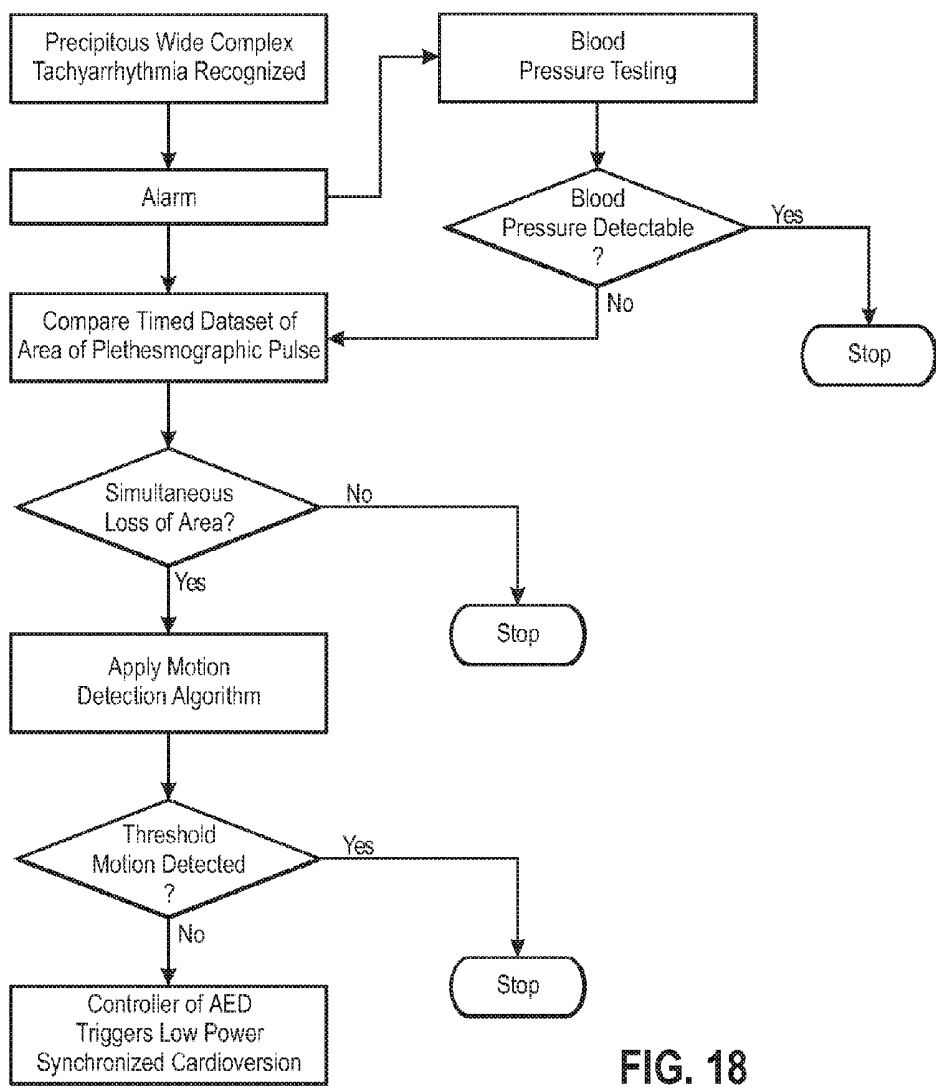 Precipitous Wide Complex
Tachyarrhythmia Recognized
Blood
Pressure Testing
Alarm
Blood
Pressure Detectable
?
Yes
No
Stop
Compare Timed Dataset of
Area of Plethesmographic Pulse
Simultaneous
Loss of Area?
No
Yes
Stop
Apply Motion
Detection Algorithm
Threshold
Motion Detected
?
Yes
No
Stop
Controller of AED
Triggers Low Power
Synchronized Cardioversion
FIG. 18